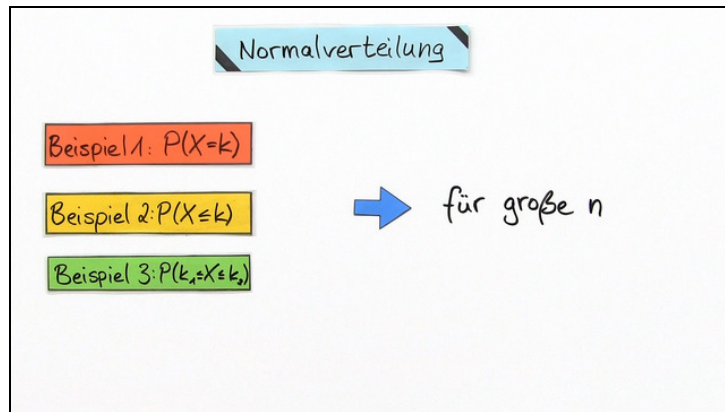 Normalverteilung
Beispiel 1: P(X=k)
Beispiel 2: P(X≤k)
für große n
Beispiel 3: P(k₁≤X≤k₂)